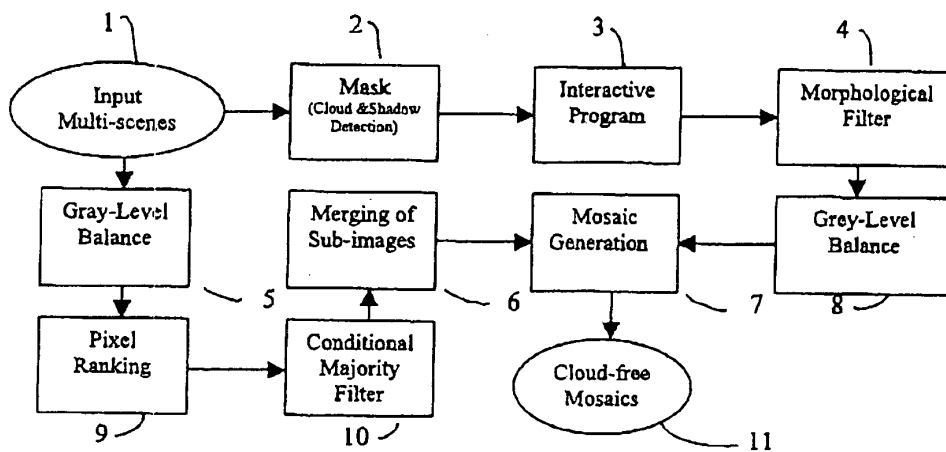 1
2
3
4
Input
Multi-scenes
Mask
(Cloud &Shadow
Detection)
Interactive
Program
Morphological
Filter
Gray-Level
Balance
Merging of
Sub-images
Mosaic
Generation
Grey-Level
Balance
5
6
7
8
Pixel
Ranking
Conditional
Majority
Filter
Cloud-free
Mosaics
9
10
11